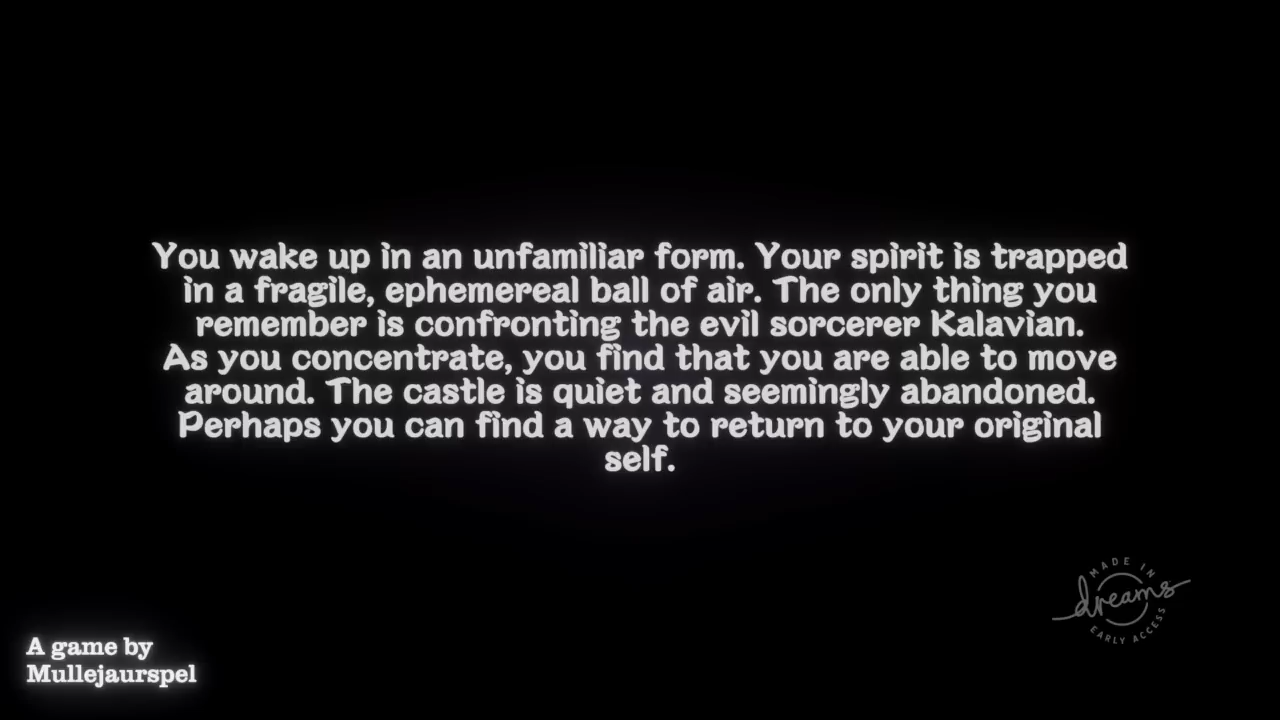 You wake up in an unfamiliar form. Your spirit is trapped
in a fragile, ephemereal ball of air. The only thing you
remember is confronting the evil sorcerer Kalavian.
As you concentrate, you find that you are able to move
around. The castle is quiet and seemingly abandoned.
Perhaps you can find a way to return to your original
self.
MADE IN
dreams
EARLY ACCESS
A game by
Mullejaurspel